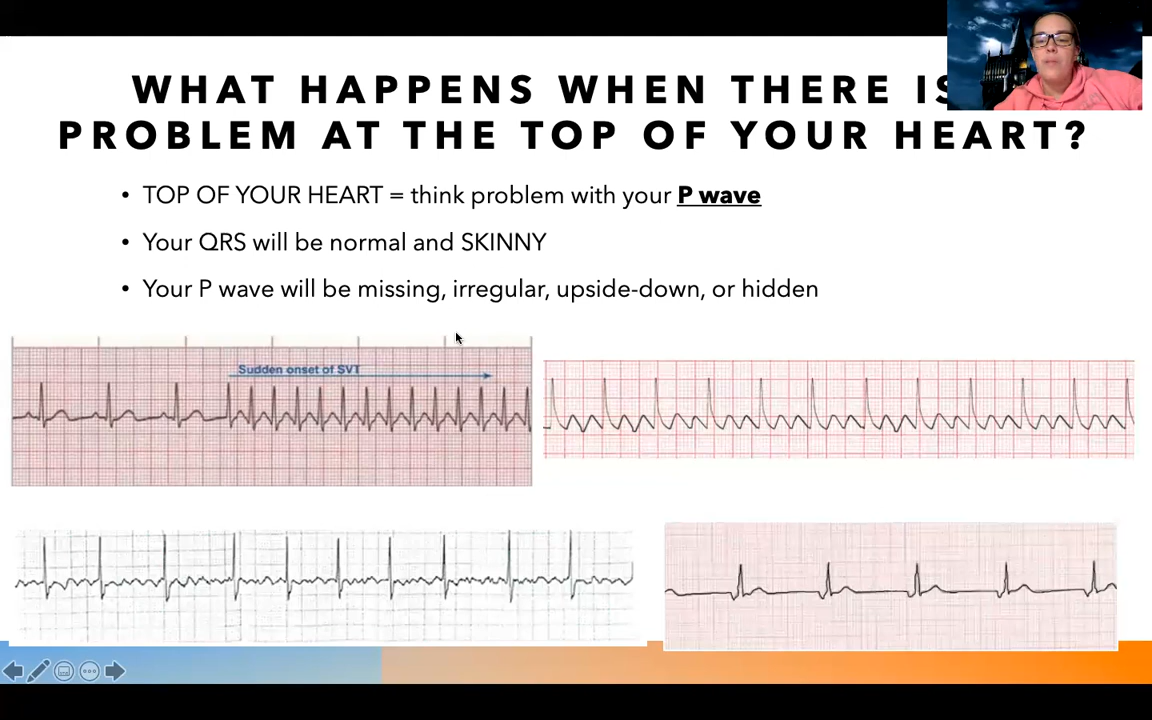 WHAT HAPPENS WHEN THERE IS
PROBLEM AT THE TOP OF YOUR HEART?
• TOP OF YOUR HEART = think problem with your P wave
• Your QRS will be normal and SKINNY
• Your P wave will be missing, irregular, upside-down, or hidden
Sudden onset of SVT